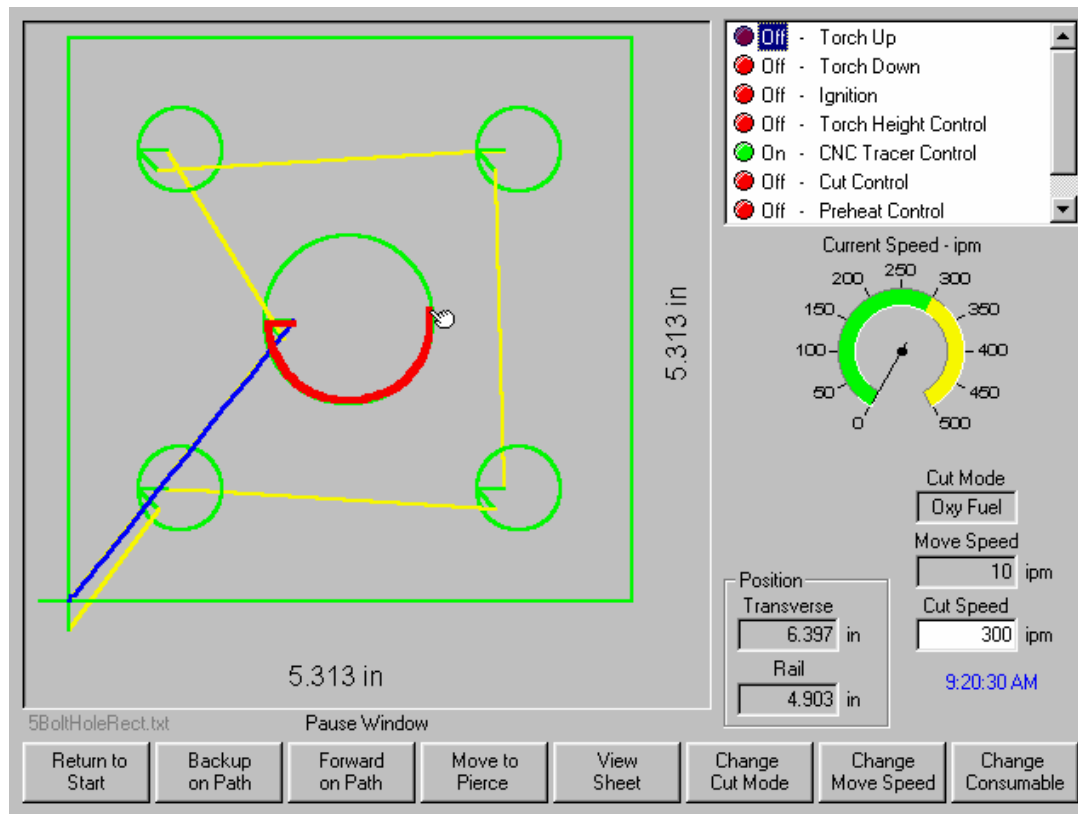 Off - Torch Up
Off - Torch Down
Off - Ignition
Off - Torch Height Control
On - CNC Tracer Control
Off - Cut Control
Off - Preheat Control
Current Speed - ipm
0
50
100
150
200
250
300
350
400
450
500
5.313 in
5.313 in
Cut Mode
Oxy Fuel
Move Speed
10 ipm
Cut Speed
300 ipm
9:20:30 AM
Position
Transverse
6.397 in
Rail
4.903 in
5BoltHoleRect.txt
Pause Window
Return to
Start
Backup
on Path
Forward
on Path
Move to
Pierce
View
Sheet
Change
Cut Mode
Change
Move Speed
Change
Consumable